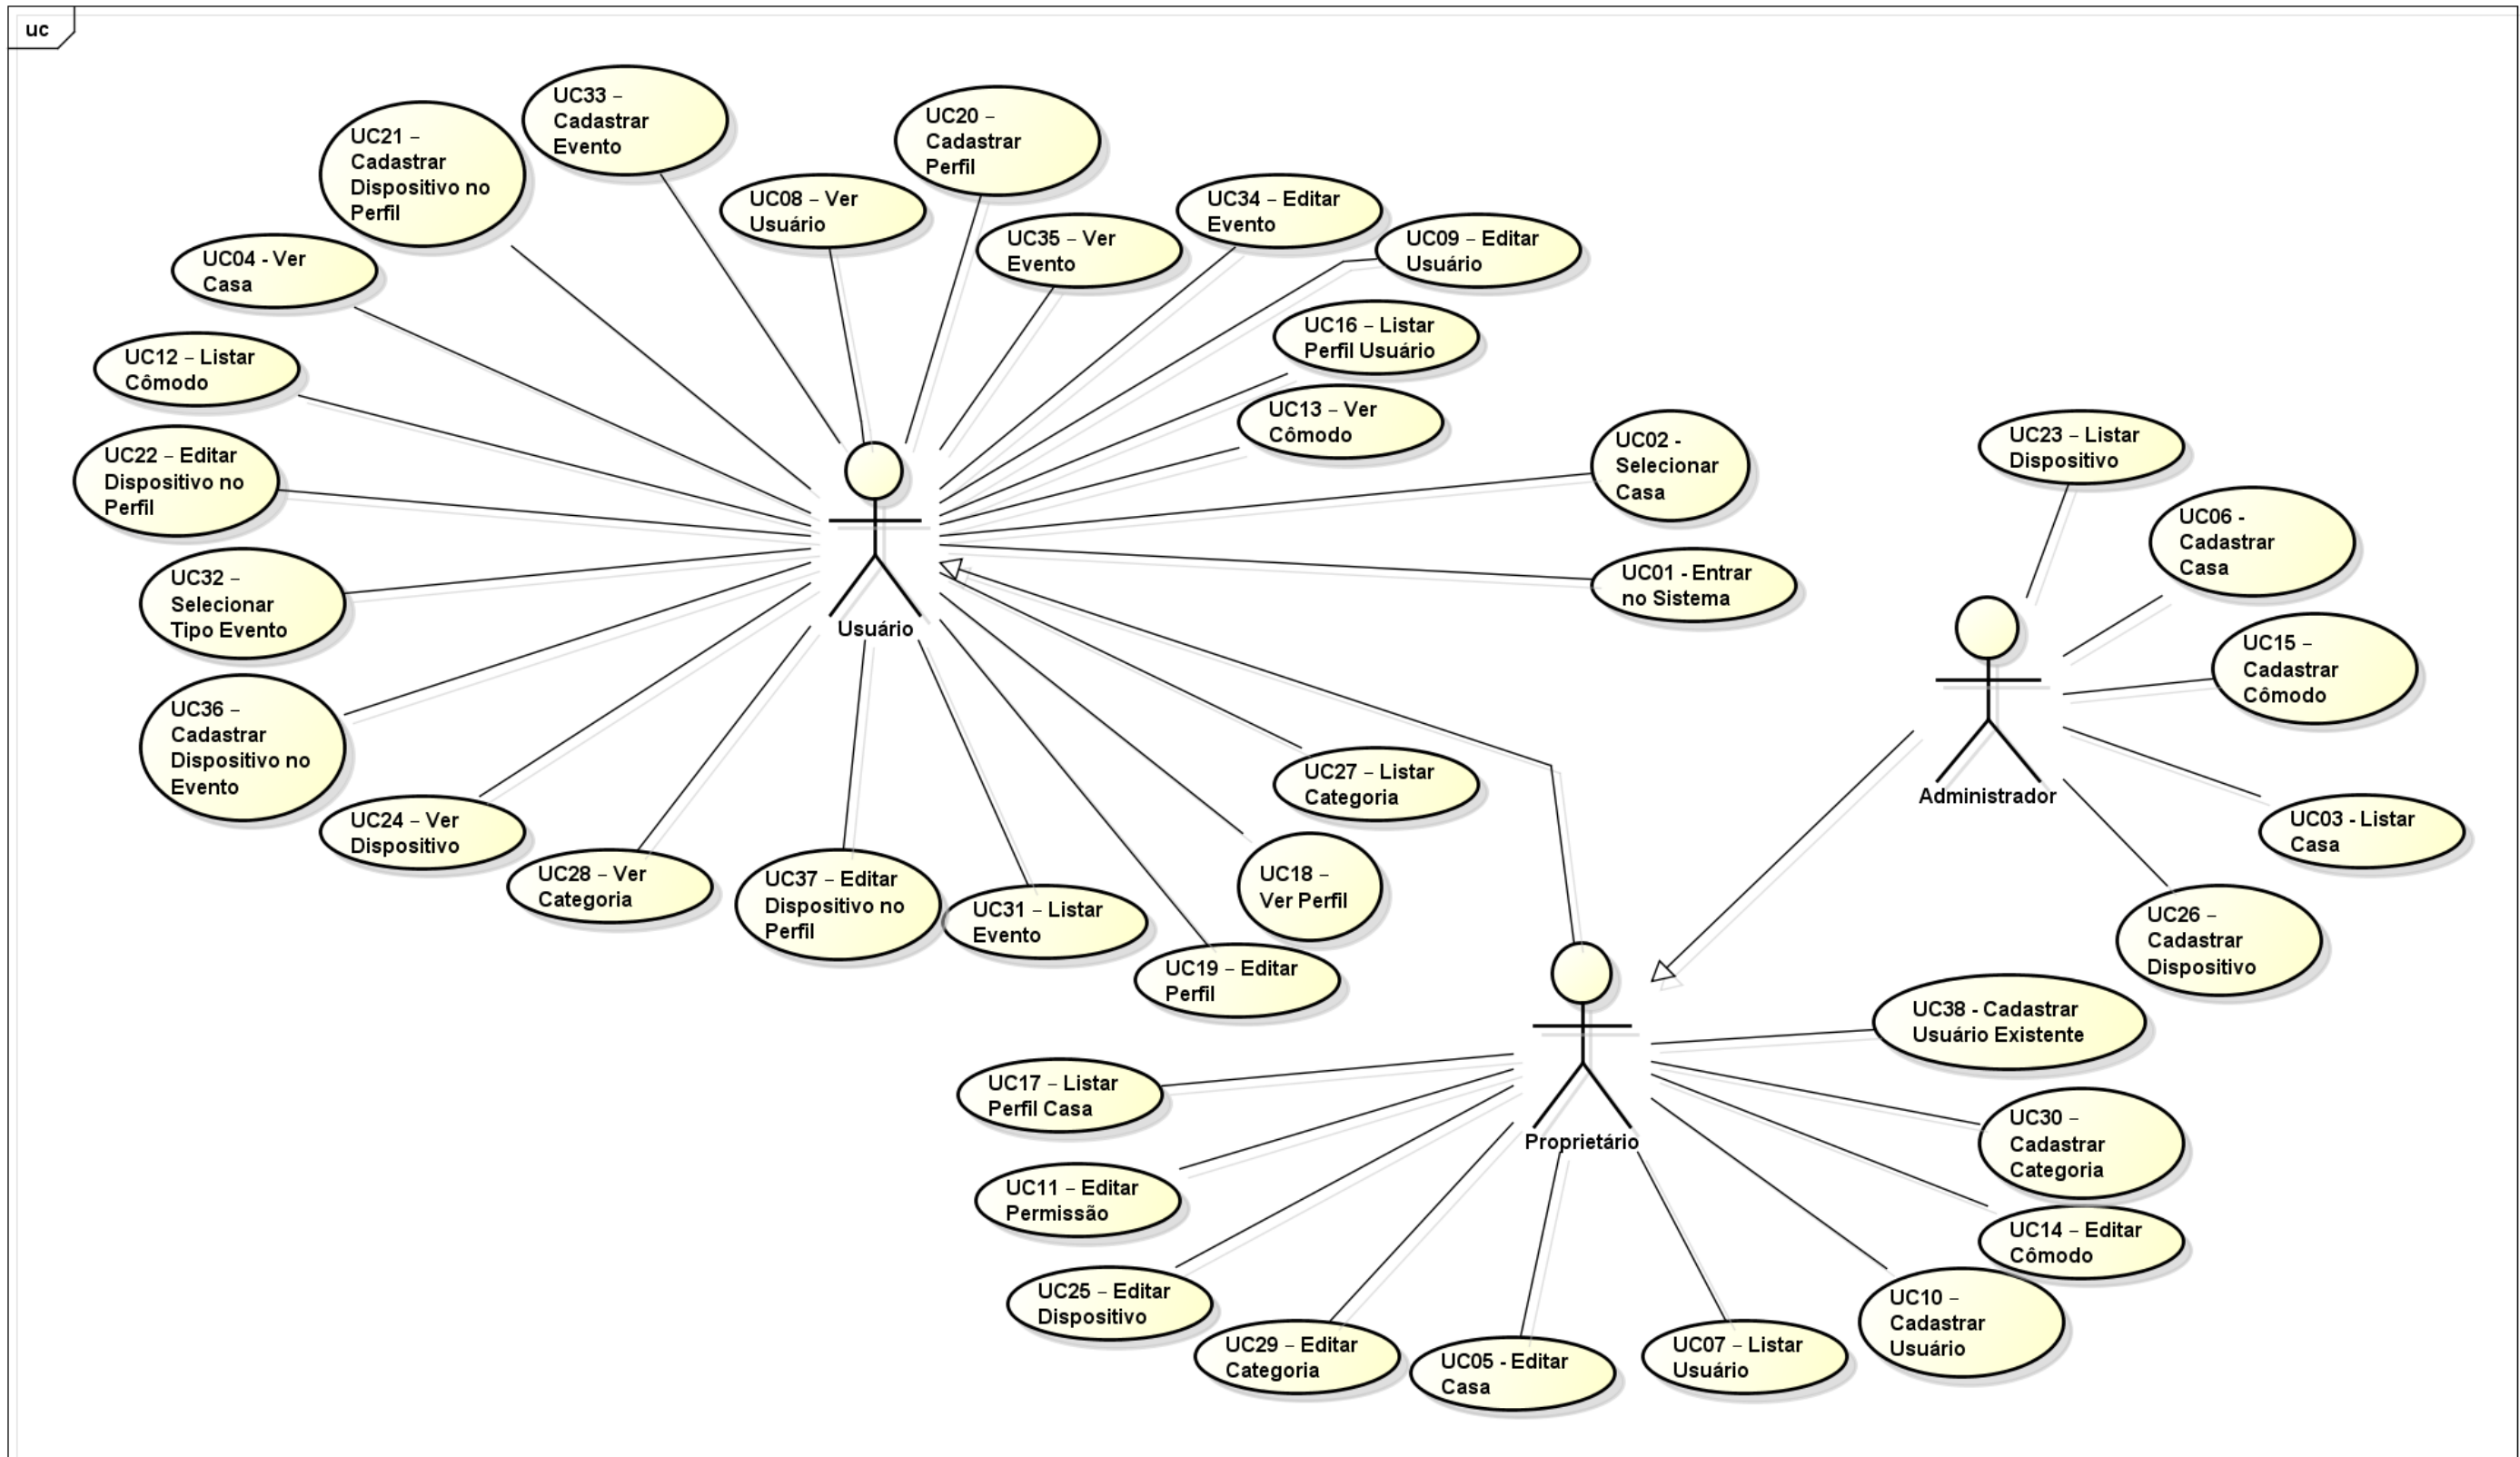 uc
UC33 –
Cadastrar
Evento
UC20 –
Cadastrar
Perfil
UC21 –
Cadastrar
Dispositivo no
Perfil
UC08 – Ver
Usuário
UC34 – Editar
Evento
UC35 – Ver
Evento
UC09 – Editar
Usuário
UC04 - Ver
Casa
UC16 – Listar
Perfil Usuário
UC12 – Listar
Cômodo
UC13 – Ver
Cômodo
UC02 -
Selecionar
Casa
UC23 – Listar
Dispositivo
UC22 – Editar
Dispositivo no
Perfil
UC06 -
Cadastrar
Casa
UC32 –
Selecionar
Tipo Evento
UC01 - Entrar
no Sistema
Usuário
UC15 –
Cadastrar
Cômodo
UC36 –
Cadastrar
Dispositivo no
Evento
UC27 – Listar
Categoria
Administrador
UC03 - Listar
Casa
UC24 – Ver
Dispositivo
UC28 – Ver
Categoria
UC37 – Editar
Dispositivo no
Perfil
UC31 – Listar
Evento
UC18 –
Ver Perfil
UC26 –
Cadastrar
Dispositivo
UC19 – Editar
Perfil
UC38 - Cadastrar
Usuário Existente
UC17 – Listar
Perfil Casa
Proprietário
UC30 –
Cadastrar
Categoria
UC11 – Editar
Permissão
UC14 – Editar
Cômodo
UC25 – Editar
Dispositivo
UC10 –
Cadastrar
Usuário
UC29 – Editar
Categoria
UC05 - Editar
Casa
UC07 – Listar
Usuário